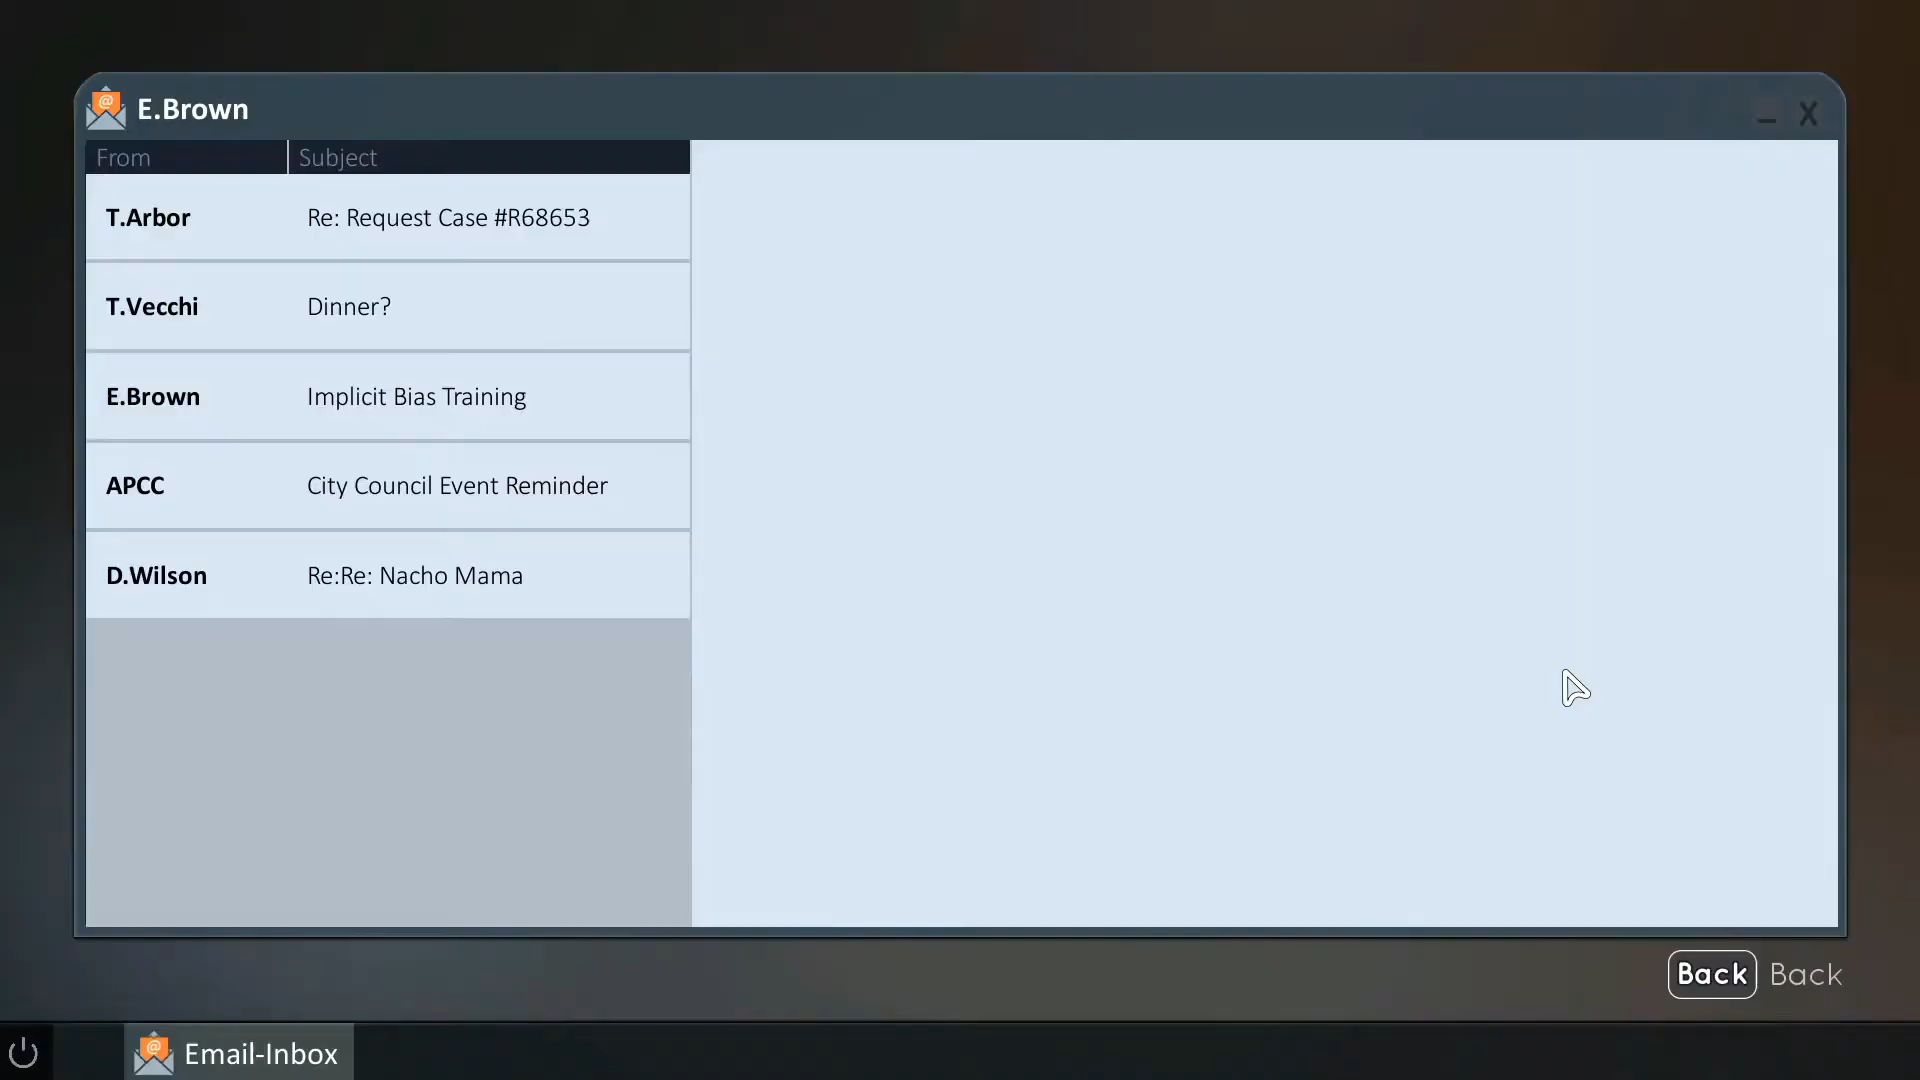 E.Brown
From Subject
T.Arbor Re: Request Case #R68653
T.Vecchi Dinner?
E.Brown Implicit Bias Training
APCC City Council Event Reminder
D.Wilson Re:Re: Nacho Mama
Back Back
Email-Inbox